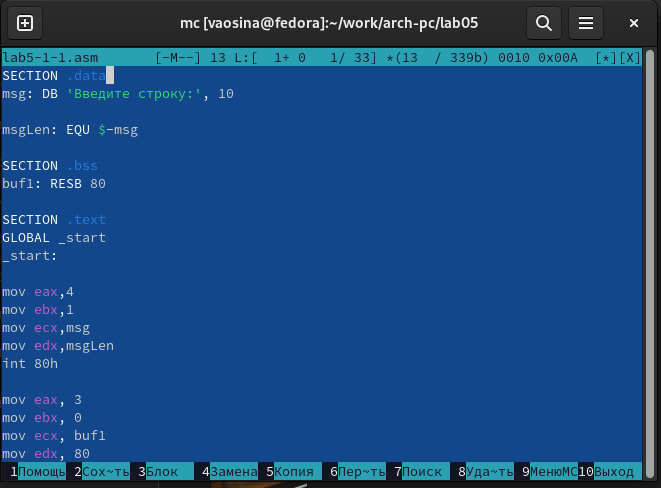 mc [vaosina@fedora]:~/work/arch-pc/lab05
lab5-1-1.asm [-M--] 13 L:[ 1+ 0 1/ 33] *(13 / 339b) 0010 0x00A [*][X]
SECTION .data
msg: DB 'Введите строку:', 10
msgLen: EQU $-msg
SECTION .bss
buf1: RESB 80
SECTION .text
GLOBAL _start
_start:
mov eax,4
mov ebx,1
mov ecx,msg
mov edx,msgLen
int 80h
mov eax, 3
mov ebx, 0
mov ecx, buf1
mov edx, 80
1Помощь 2Сох~ть 3Блок 4Замена 5Копия 6Пер~ть 7Поиск 8Уда~ть 9МенюMC 10Выход